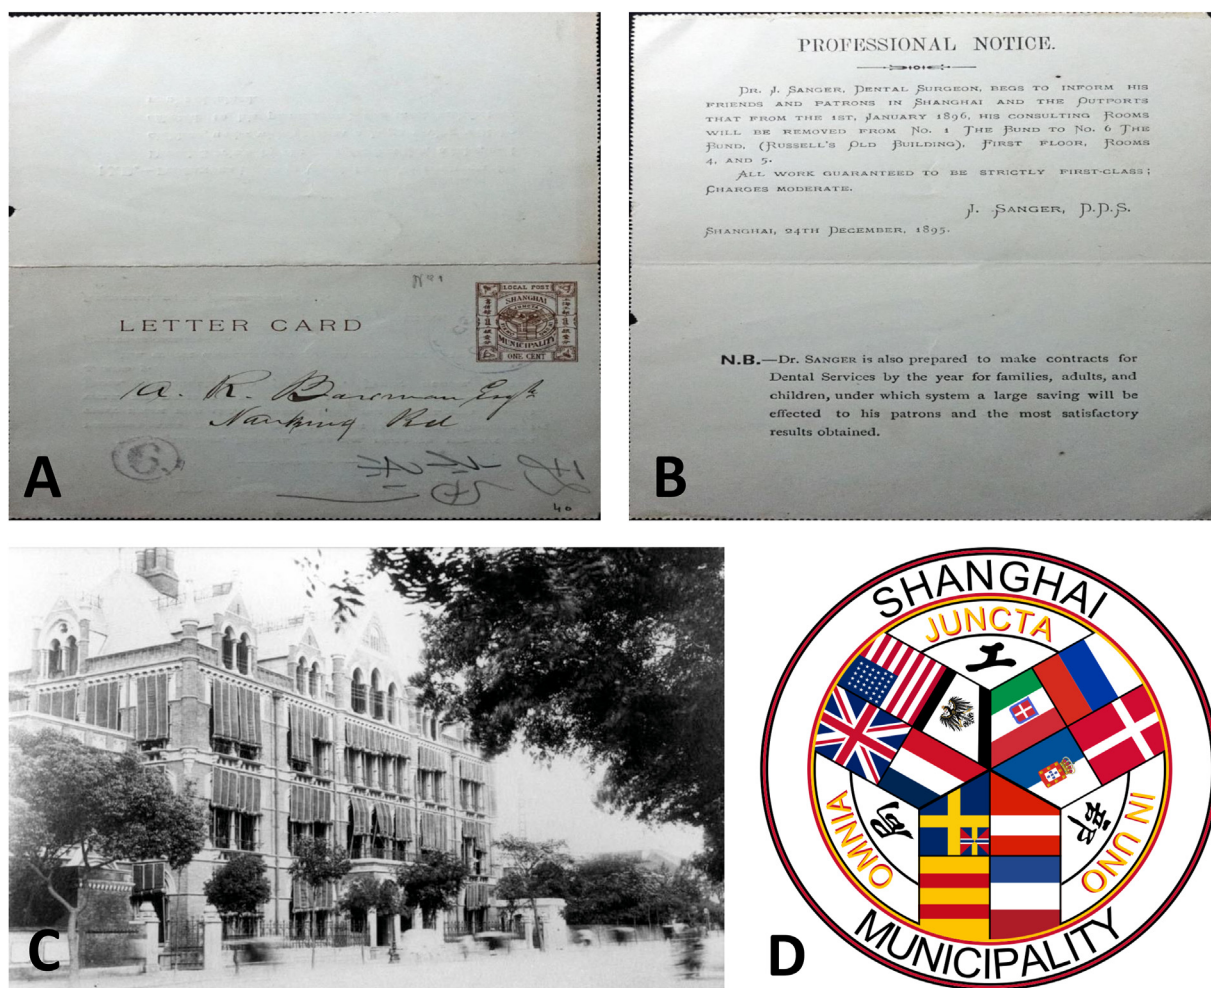 LOCAL POST
SHANGHAI
JUNCTA
MUNICIPALITY
ONE CENT
LETTER CARD
A. R. Esqr.
Nanking Rd
40
A
PROFESSIONAL NOTICE.
DR. J. SANGER, DENTAL SURGEON, BEGS TO INFORM HIS
FRIENDS AND PATRONS IN SHANGHAI AND THE OUTPORTS
THAT FROM THE 1ST, JANUARY 1896, HIS CONSULTING ROOMS
WILL BE REMOVED FROM NO. 1 THE BUND TO NO. 6 THE
BUND, (RUSSELL'S OLD BUILDING), FIRST FLOOR, ROOMS
4, AND 5.
ALL WORK GUARANTEED TO BE STRICTLY FIRST-CLASS;
CHARGES MODERATE.
J. SANGER, D.D.S.
SHANGHAI, 24TH DECEMBER, 1895.
N.B.—Dr. SANGER is also prepared to make contracts for
Dental Services by the year for families, adults, and
children, under which system a large saving will be
effected to his patrons and the most satisfactory
results obtained.
B
C
SHANGHAI
JUNCTA
工
OMNIA
局
IN UNO
部
MUNICIPALITY
D